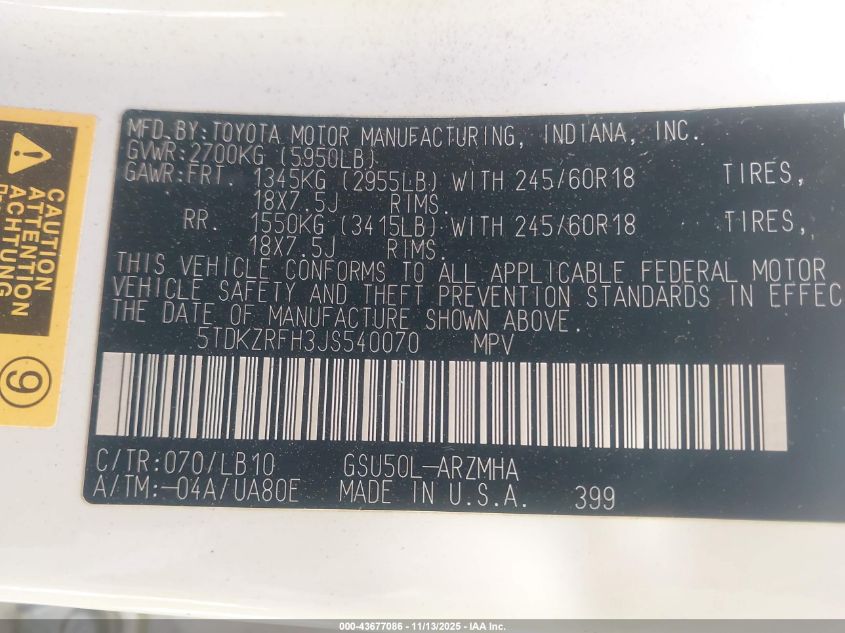 MFD.BY:TOYOTA MOTOR MANUFACTURING, INDIANA, INC.
GVWR:2700KG (5950LB)
GAWR:FRT. 1345KG (2955LB) WITH 245/60R18 TIRES,
18X7.5J RIMS.
RR. 1550KG (3415LB) WITH 245/60R18 TIRES,
18X7.5J RIMS.
THIS VEHICLE CONFORMS TO ALL APPLICABLE FEDERAL MOTOR
VEHICLE SAFETY AND THEFT PREVENTION STANDARDS IN EFFEC
THE DATE OF MANUFACTURE SHOWN ABOVE.
5TDKZRFH3JS540070 MPV
C/TR:070/LB10 GSU50L-ARZMHA
A/TM:-04A/UA80E MADE IN U.S.A. 399
CAUTION
ATTENTION
ACHTUNG
9
000-43677086 - 11/13/2025 - IAA Inc.